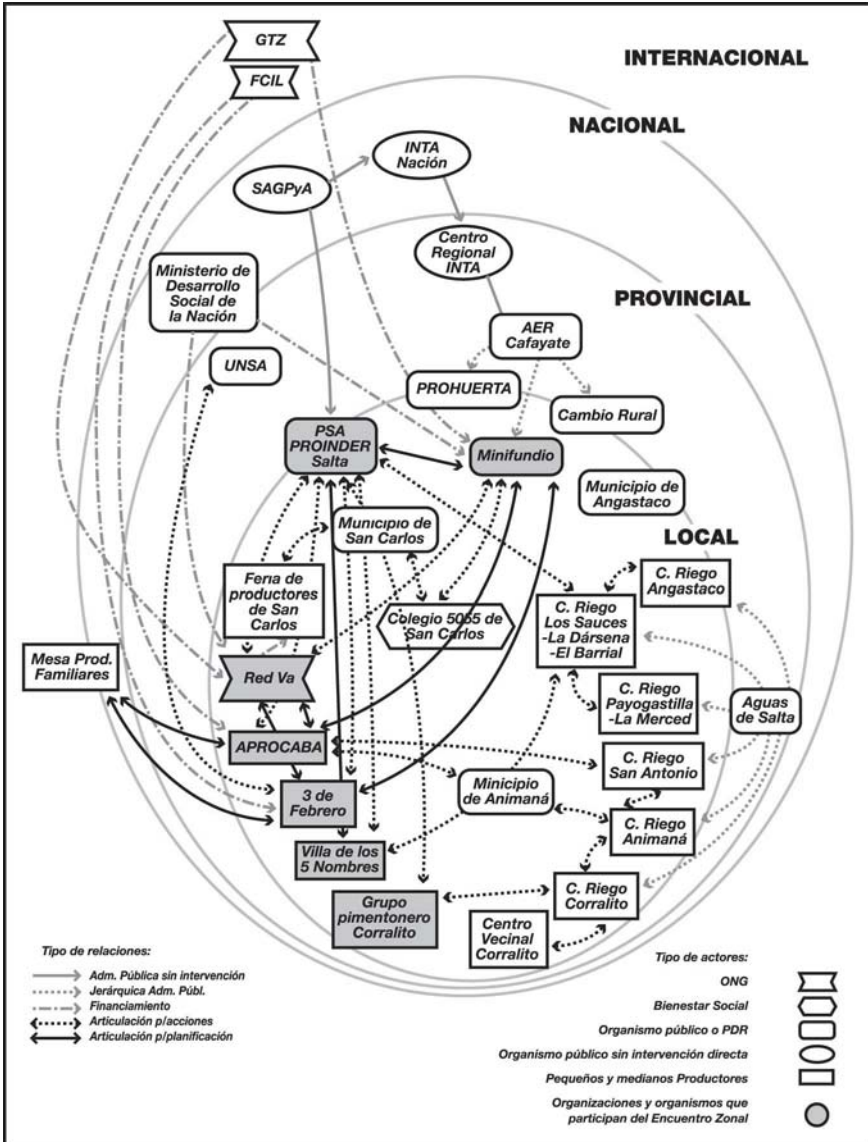 GTZ
FCIL
INTERNACIONAL
NACIONAL
INTA
Nación
SAGPyA
Centro
Regional
INTA
Ministerio de
Desarrollo
Social de
la Nación
PROVINCIAL
AER
Cafayate
UNSA
PROHUERTA
Cambio Rural
PSA
PROINDER
Salta
Minifundio
Municipio de
Angastaco
Municipio de
San Carlos
LOCAL
Feria de
productores
de San
Carlos
Colegio 5055 de
San Carlos
C. Riego
Angastaco
C. Riego
Los Sauces
-La Dársena
-El Barrial
Mesa Prod.
Familiares
Red Va
C. Riego
Payogastilla
-La Merced
Aguas
de Salta
APROCABA
C. Riego
San Antonio
3 de
Febrero
Minicipio
de Animaná
C. Riego
Animaná
Villa de los
5 Nombres
C. Riego
Corralito
Grupo
pimentonero
Corralito
Centro
Vecinal
Corralito
Tipo de relaciones:
Adm. Pública sin intervención
Jerárquica Adm. Públ.
Financiamiento
Articulación p/acciones
Articulación p/planificación
Tipo de actores:
ONG
Bienestar Social
Organismo público o PDR
Organismo público sin intervención directa
Pequeños y medianos Productores
Organizaciones y organismos que
participan del Encuentro Zonal